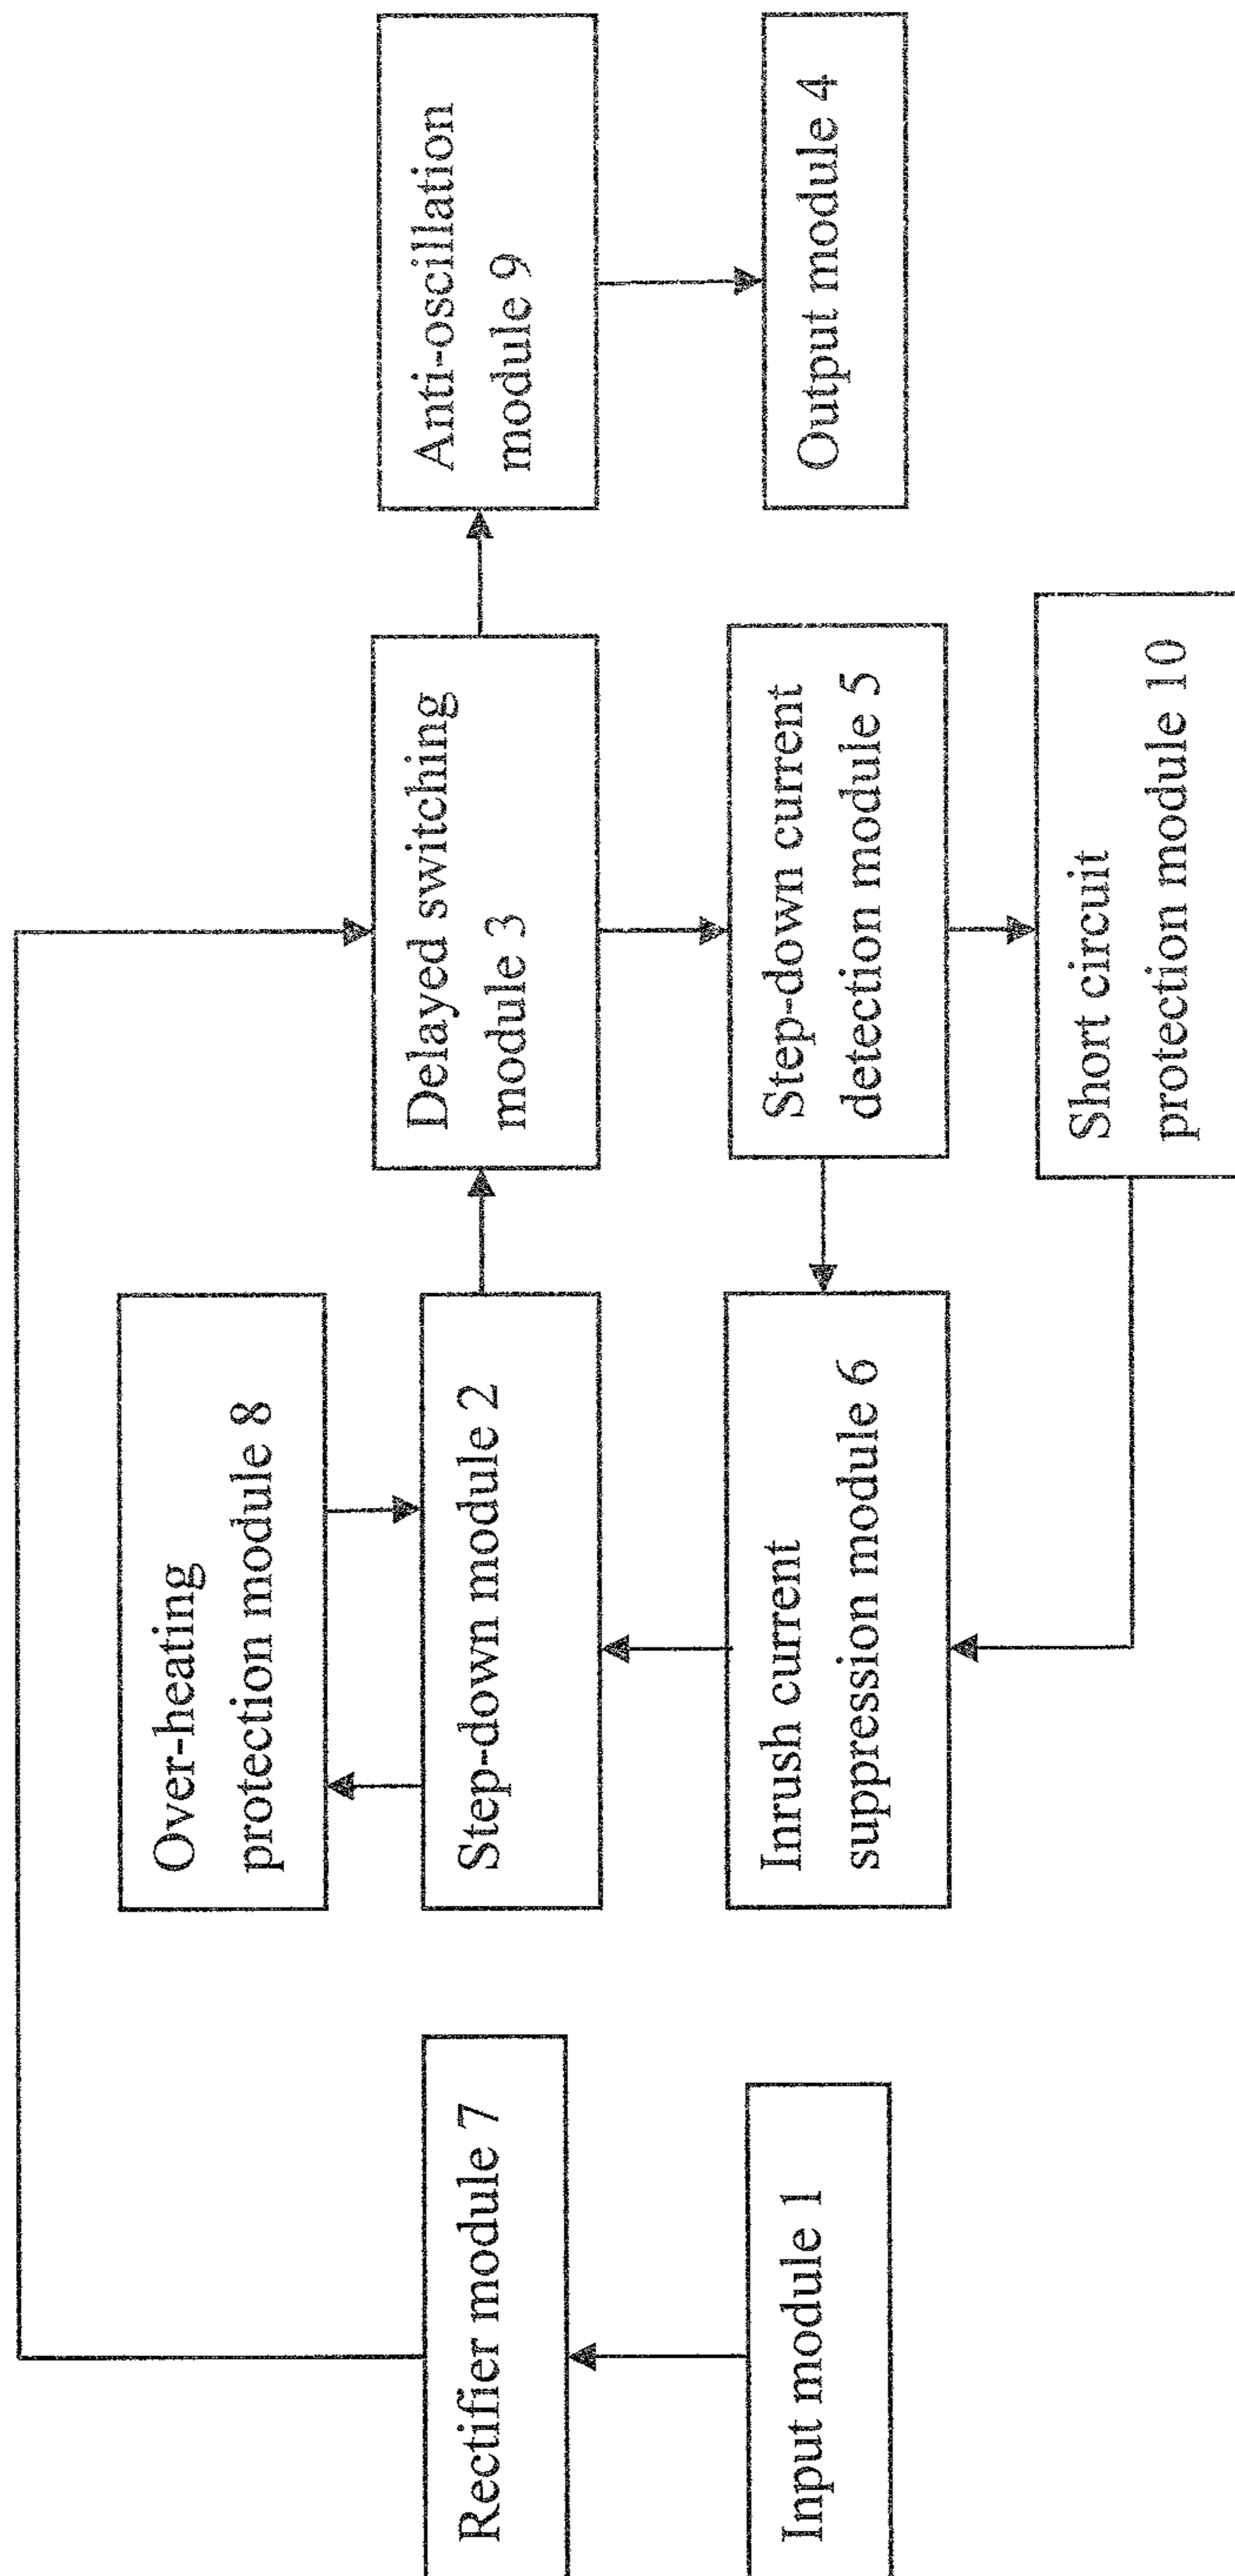 Rectifier module 7
Input module 1
Over-heating
protection module 8
Step-down module 2
Inrush current
suppression module 6
Delayed switching
module 3
Step-down current
detection module 5
Short circuit
protection module 10
Anti-oscillation
module 9
Output module 4